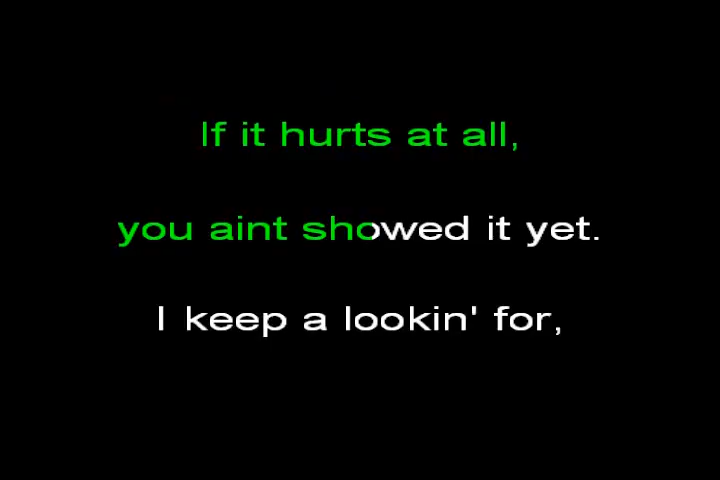 If it hurts at all,
you aint showed it yet.
I keep a lookin' for,